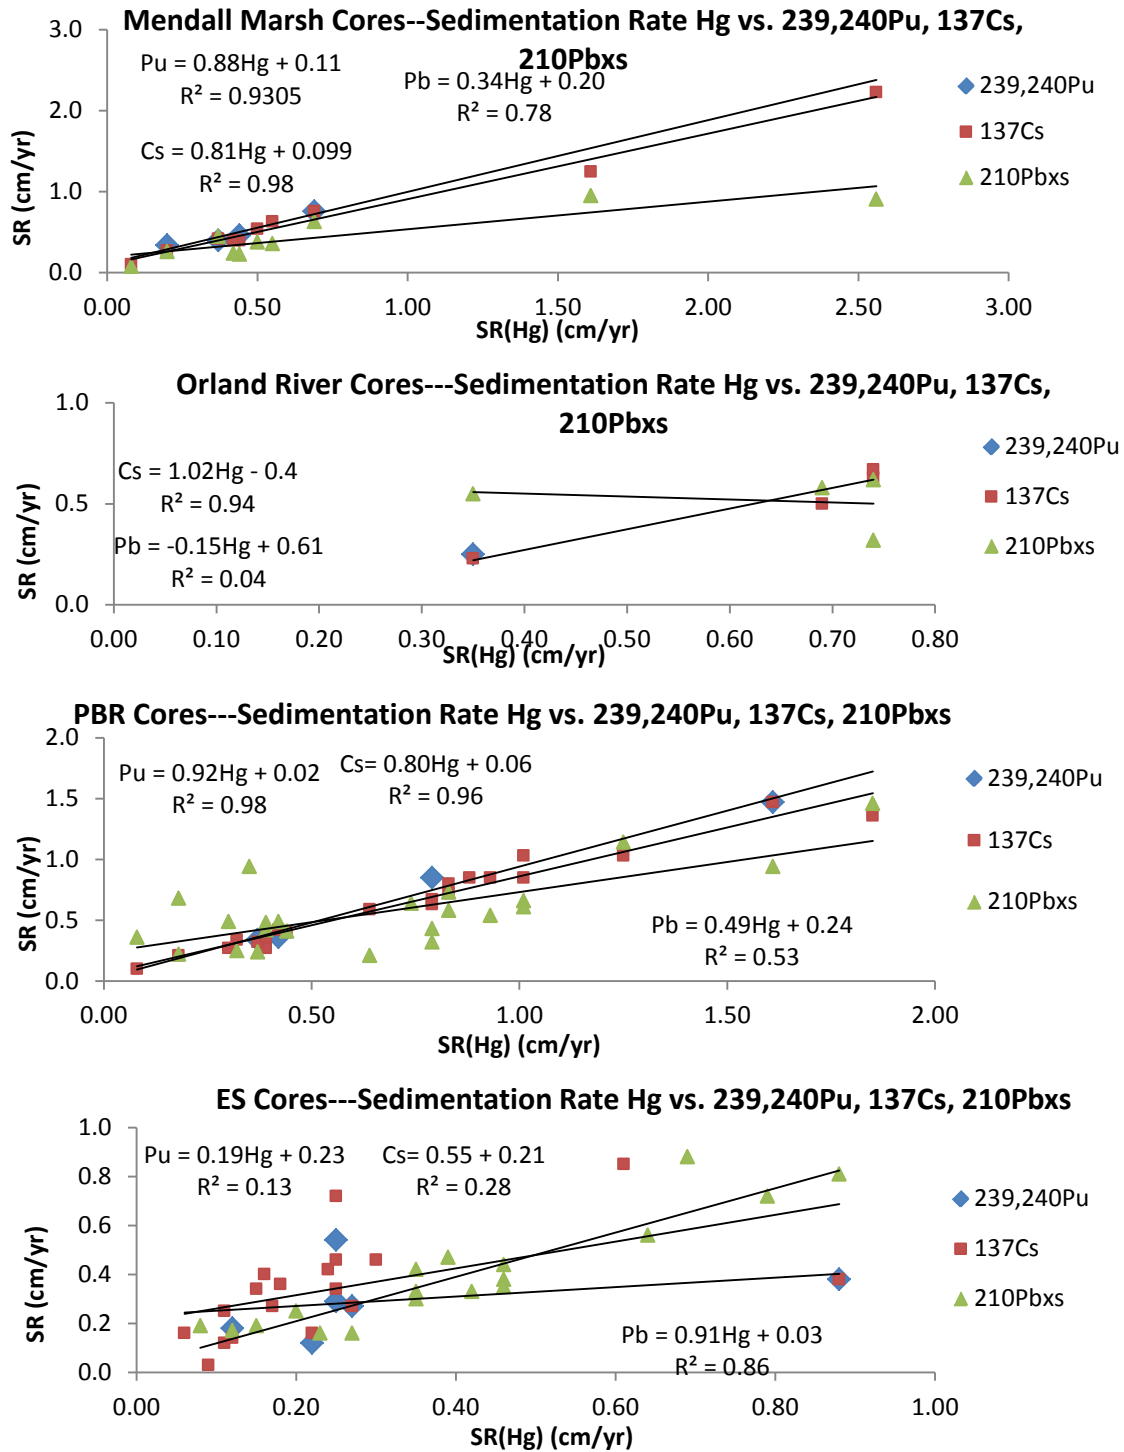 Mendall Marsh Cores--Sedimentation Rate Hg vs. 239,240Pu, 137Cs,
210Pbxs
3.0
2.0
1.0
0.0
SR (cm/yr)
Pu = 0.88Hg + 0.11
R² = 0.9305
Pb = 0.34Hg + 0.20
R² = 0.78
Cs = 0.81Hg + 0.099
R² = 0.98
239,240Pu
137Cs
210Pbxs
0.00 0.50 1.00 1.50 2.00 2.50 3.00
SR(Hg) (cm/yr)
Orland River Cores---Sedimentation Rate Hg vs. 239,240Pu, 137Cs,
210Pbxs
1.0
0.5
0.0
SR (cm/yr)
Cs = 1.02Hg - 0.4
R² = 0.94
Pb = -0.15Hg + 0.61
R² = 0.04
239,240Pu
137Cs
210Pbxs
0.00 0.10 0.20 0.30 0.40 0.50 0.60 0.70 0.80
SR(Hg) (cm/yr)
PBR Cores---Sedimentation Rate Hg vs. 239,240Pu, 137Cs, 210Pbxs
2.0
1.5
1.0
0.5
0.0
SR (cm/yr)
Pu = 0.92Hg + 0.02
R² = 0.98
Cs= 0.80Hg + 0.06
R² = 0.96
Pb = 0.49Hg + 0.24
R² = 0.53
239,240Pu
137Cs
210Pbxs
0.00 0.50 1.00 1.50 2.00
SR(Hg) (cm/yr)
ES Cores---Sedimentation Rate Hg vs. 239,240Pu, 137Cs, 210Pbxs
1.0
0.8
0.6
0.4
0.2
0.0
SR (cm/yr)
Pu = 0.19Hg + 0.23
R² = 0.13
Cs= 0.55 + 0.21
R² = 0.28
Pb = 0.91Hg + 0.03
R² = 0.86
239,240Pu
137Cs
210Pbxs
0.00 0.20 0.40 0.60 0.80 1.00
SR(Hg) (cm/yr)